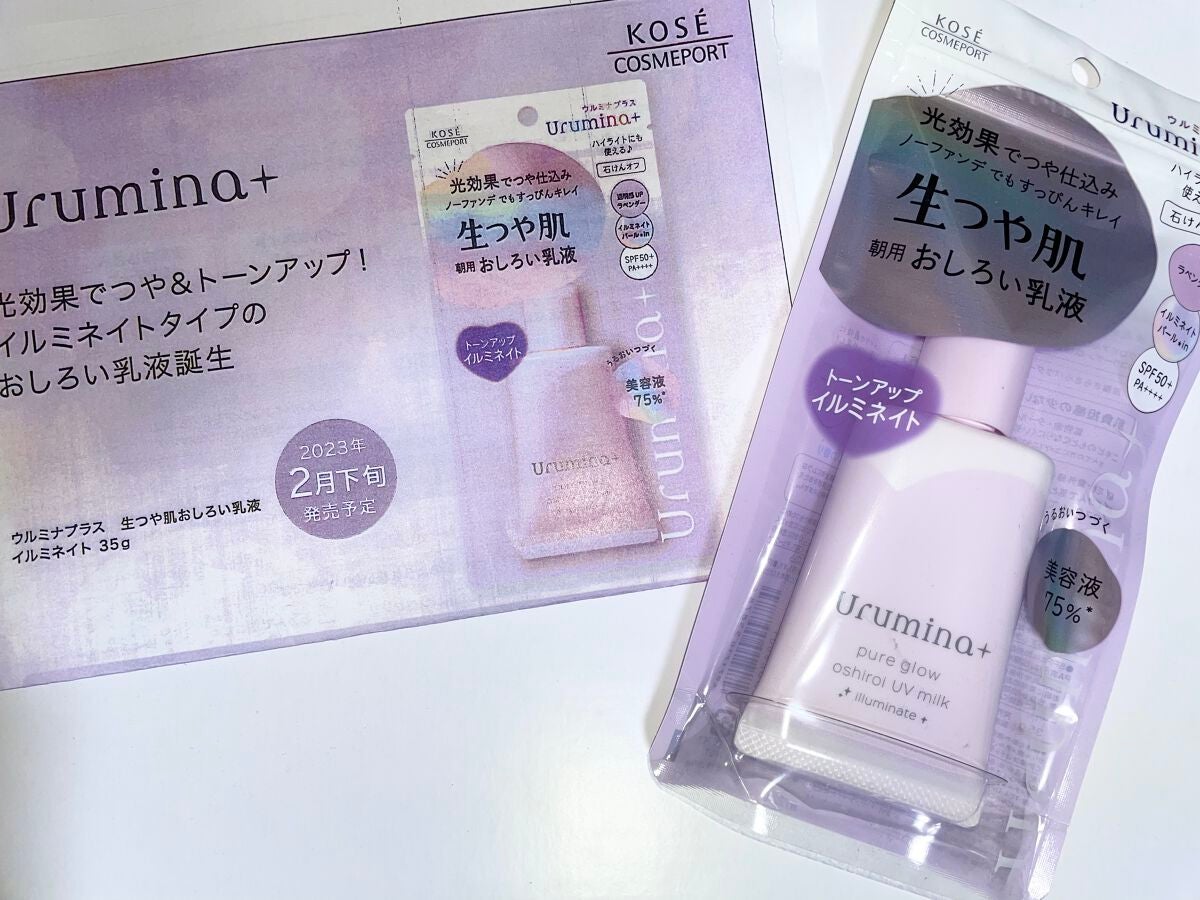 KOSÉ
COSMEPORT
Urumina+
光効果でつや&トーンアップ!
イルミネイトタイプの
おしろい乳液誕生
2023年
2月下旬
発売予定
ウルミナプラス 生つや肌おしろい乳液
イルミネイト 35g
KOSÉ
COSMEPORT
ウルミナプラス
Urumina+
ハイライトにも
使える♪
石けんオフ
光効果でつや仕込み
ノーファンデでもすっぴんキレイ
生つや肌
朝用 おしろい乳液
透明感UP
ラベンダー
イルミネイト
パール*in
SPF50+
PA++++
トーンアップ
イルミネイト
うるおいつづく
美容液
75%*
Urumina+
KOSÉ
COSMEPORT
光効果でつや仕込み
ノーファンデでもすっぴんキレイ
生つや肌
朝用 おしろい乳液
イルミネイト
パール*in
SPF50+
PA++++
トーンアップ
イルミネイト
うるおいつづく
美容液
75%*
Urumina+
pure glow
oshiroi UV milk
illuminate